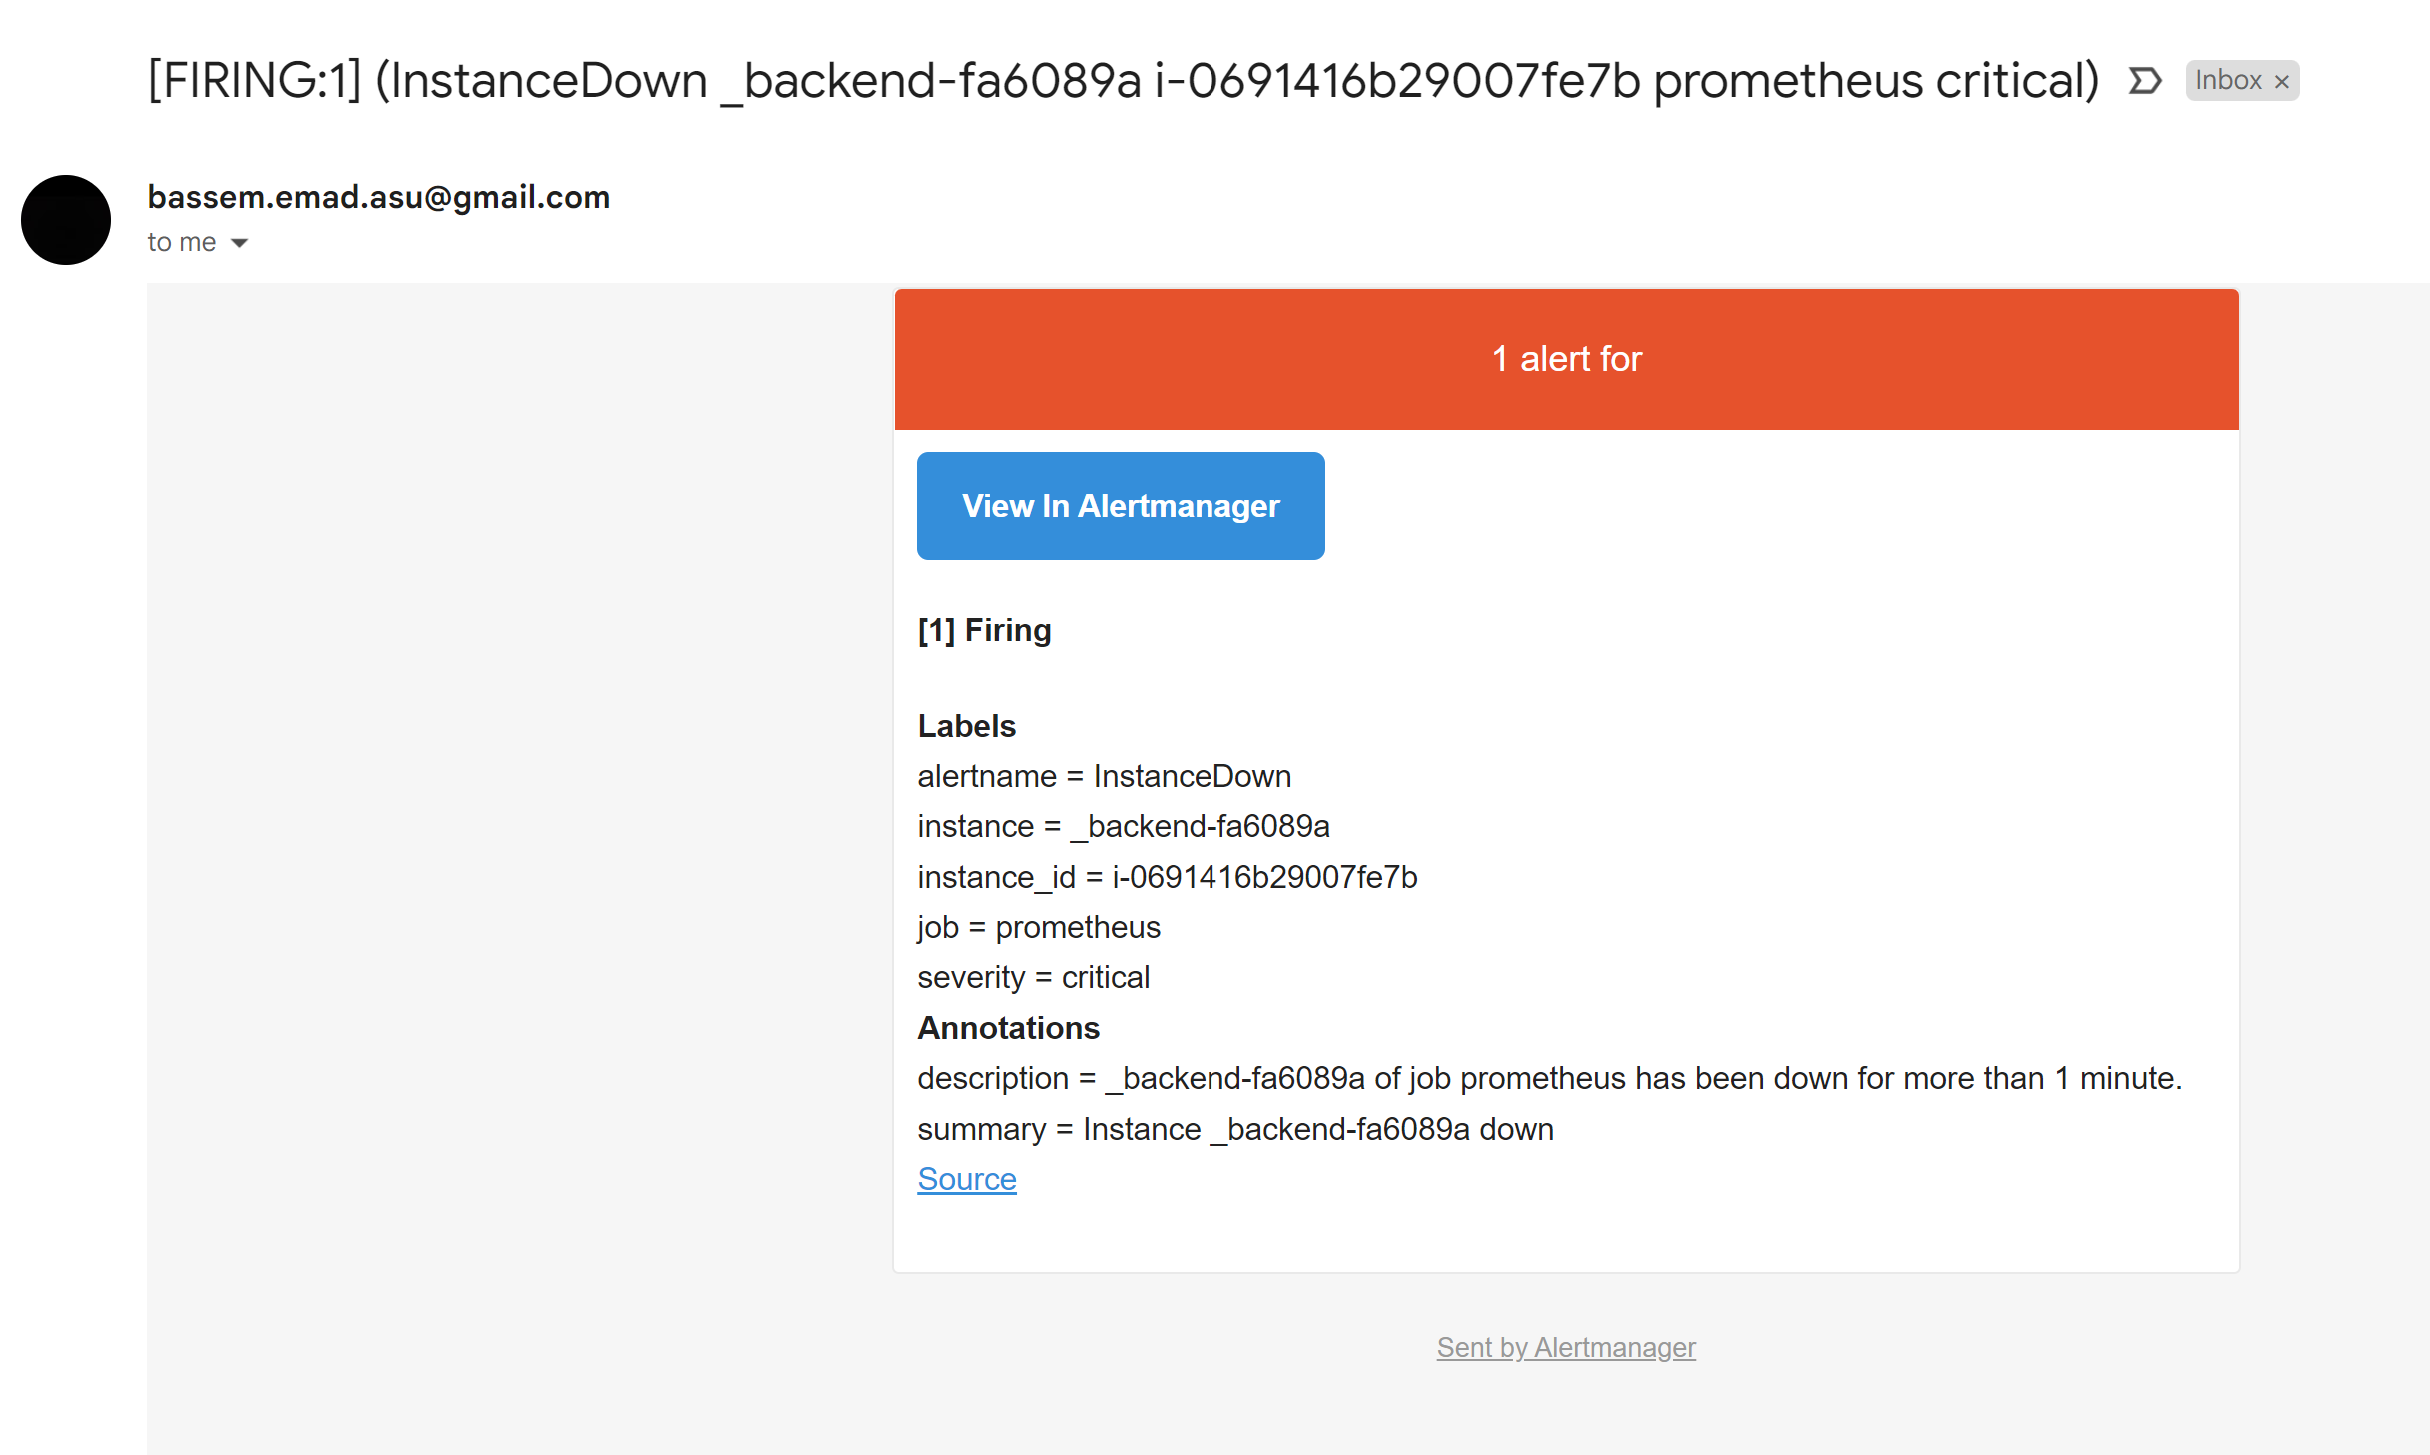 [FIRING:1] (InstanceDown _backend-fa6089a i-0691416b29007fe7b prometheus critical) Inbox ×
bassem.emad.asu@gmail.com
to me
1 alert for
View In Alertmanager
[1] Firing
Labels
alertname = InstanceDown
instance = _backend-fa6089a
instance_id = i-0691416b29007fe7b
job = prometheus
severity = critical
Annotations
description = _backend-fa6089a of job prometheus has been down for more than 1 minute.
summary = Instance _backend-fa6089a down
Source
Sent by Alertmanager